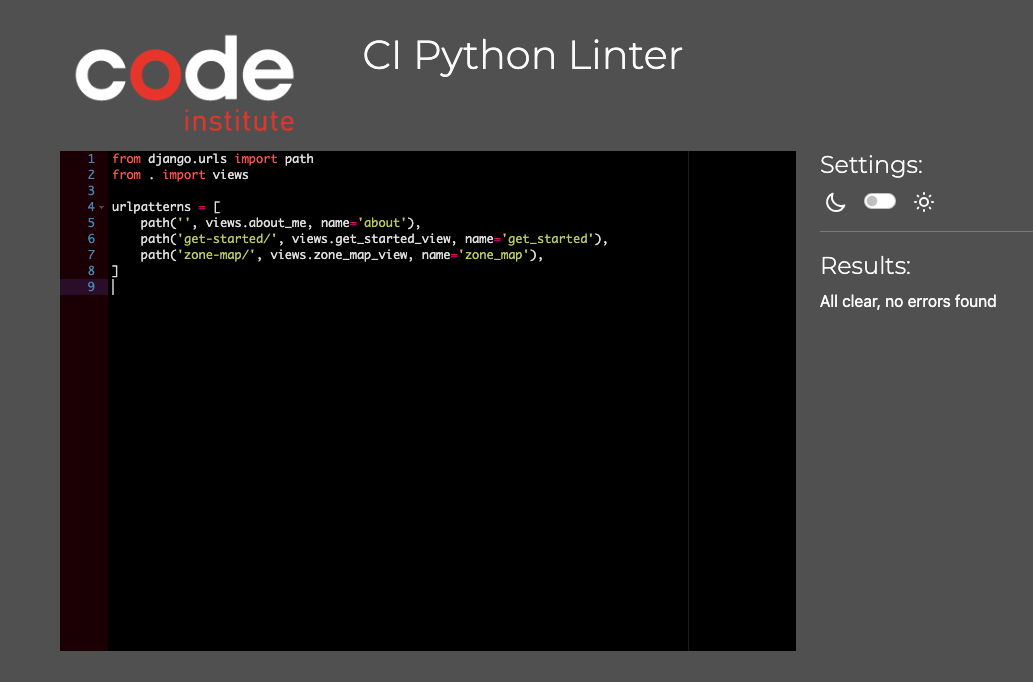 code
institute
CI Python Linter
1 from django.urls import path
2 from . import views
3
4 urlpatterns = [
5     path('', views.about_me, name='about'),
6     path('get-started/', views.get_started_view, name='get_started'),
7     path('zone-map/', views.zone_map_view, name='zone_map'),
8 ]
9
Settings:
Results:
All clear, no errors found